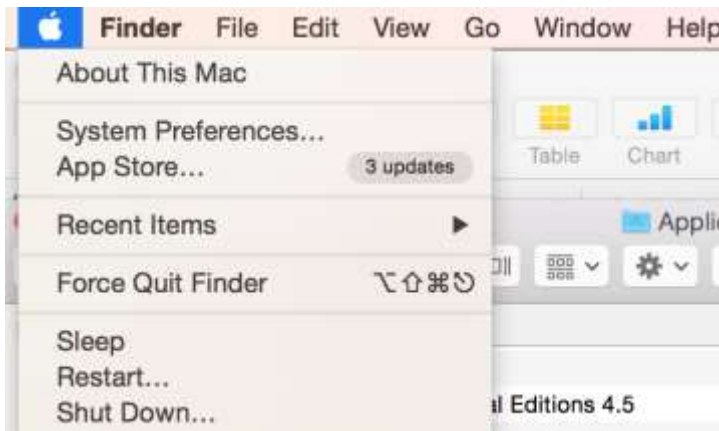 Finder File Edit View Go Window Help
About This Mac
System Preferences...
App Store... 3 updates
Table Chart
Recent Items
Force Quit Finder ⌥⇧⌘⎋
Sleep
Restart...
Shut Down...
Editions 4.5